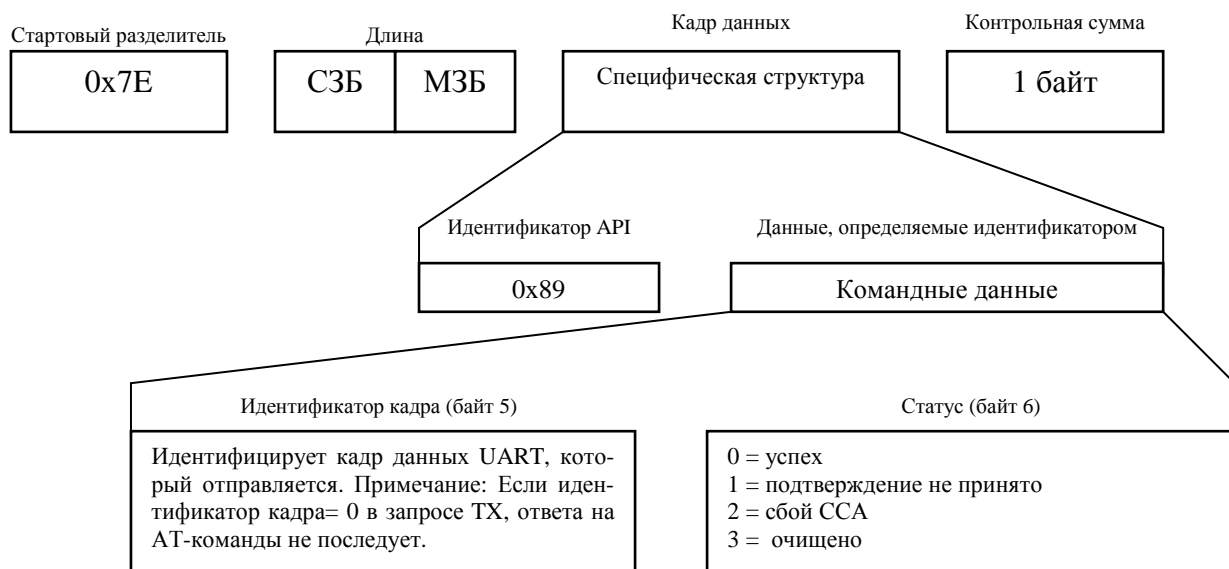 Стартовый разделитель
Длина
Кадр данных
Контрольная сумма
0x7E
СЗБ
МЗБ
Специфическая структура
1 байт
Идентификатор API
Данные, определяемые идентификатором
0x89
Командные данные
Идентификатор кадра (байт 5)
Статус (байт 6)
Идентифицирует кадр данных UART, кото-
рый отправляется. Примечание: Если иден-
тификатор кадра= 0 в запросе TX, ответа на
АТ-команды не последует.
0 = успех
1 = подтверждение не принято
2 = сбой CCA
3 =  очищено